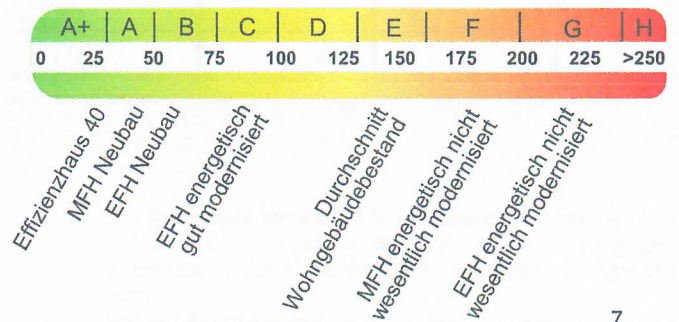 A+ | A | B | C | D | E | F | G | H
0 25 50 75 100 125 150 175 200 225 >250
Effizienzhaus 40
MFH Neubau
EFH Neubau
EFH energetisch
gut modernisiert
Durchschnitt
Wohngebäudebestand
MFH energetisch nicht
wesentlich modernisiert
EFH energetisch nicht
wesentlich modernisiert
7